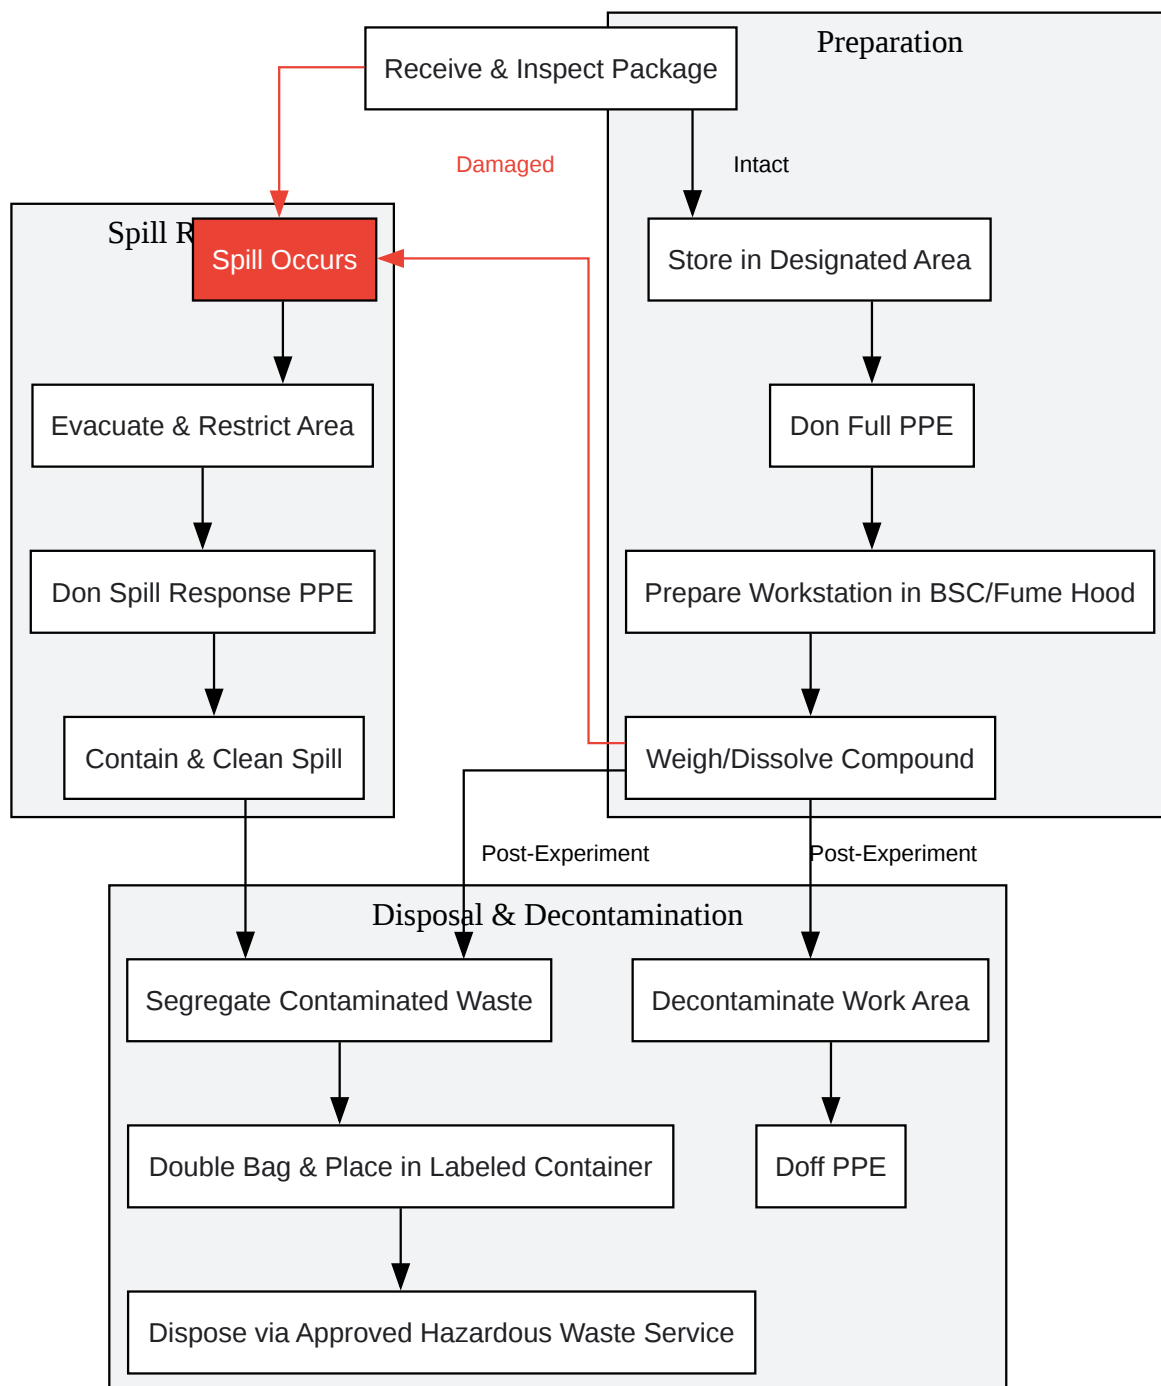 Preparation
Receive & Inspect Package
Damaged
Intact
Spill
Spill Occurs
Store in Designated Area
Evacuate & Restrict Area
Don Full PPE
Don Spill Response PPE
Prepare Workstation in BSC/Fume Hood
Contain & Clean Spill
Weigh/Dissolve Compound
Post-Experiment
Post-Experiment
Disposal & Decontamination
Segregate Contaminated Waste
Decontaminate Work Area
Double Bag & Place in Labeled Container
Doff PPE
Dispose via Approved Hazardous Waste Service